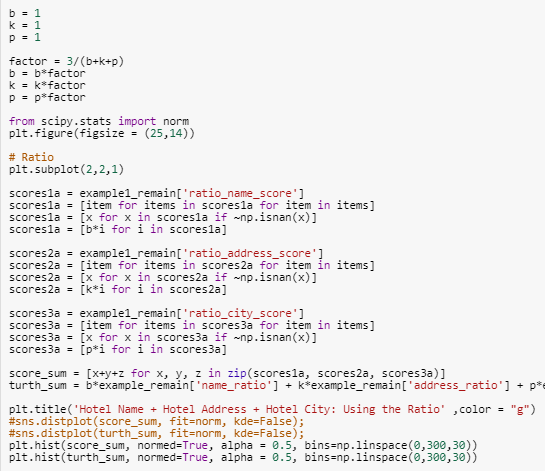 b = 1
k = 1
p = 1
factor = 3/(b+k+p)
b = b*factor
k = k*factor
p = p*factor
from scipy.stats import norm
plt.figure(figsize = (25,14))
# Ratio
plt.subplot(2,2,1)
scores1a = example1_remain['ratio_name_score']
scores1a = [item for items in scores1a for item in items]
scores1a = [x for x in scores1a if ~np.isnan(x)]
scores1a = [b*i for i in scores1a]
scores2a = example1_remain['ratio_address_score']
scores2a = [item for items in scores2a for item in items]
scores2a = [x for x in scores2a if ~np.isnan(x)]
scores2a = [k*i for i in scores2a]
scores3a = example1_remain['ratio_city_score']
scores3a = [item for items in scores3a for item in items]
scores3a = [x for x in scores3a if ~np.isnan(x)]
scores3a = [p*i for i in scores3a]
score_sum = [x+y+z for x, y, z in zip(scores1a, scores2a, scores3a)]
turth_sum = b*example_remain['name_ratio'] + k*example_remain['address_ratio'] + p*e
plt.title('Hotel Name + Hotel Address + Hotel City: Using the Ratio' ,color = "g")
#sns.distplot(score_sum, fit=norm, kde=False);
#sns.distplot(turth_sum, fit=norm, kde=False);
plt.hist(score_sum, normed=True, alpha = 0.5, bins=np.linspace(0,300,30))
plt.hist(turth_sum, normed=True, alpha = 0.5, bins=np.linspace(0,300,30))